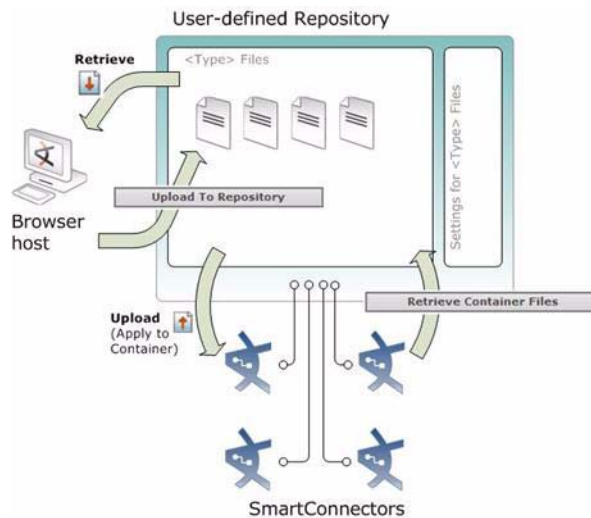 User-defined Repository
Retrieve
<Type> Files
Settings for <Type> Files
Upload To Repository
Browser
host
Retrieve Container Files
Upload
(Apply to
Container)
SmartConnectors